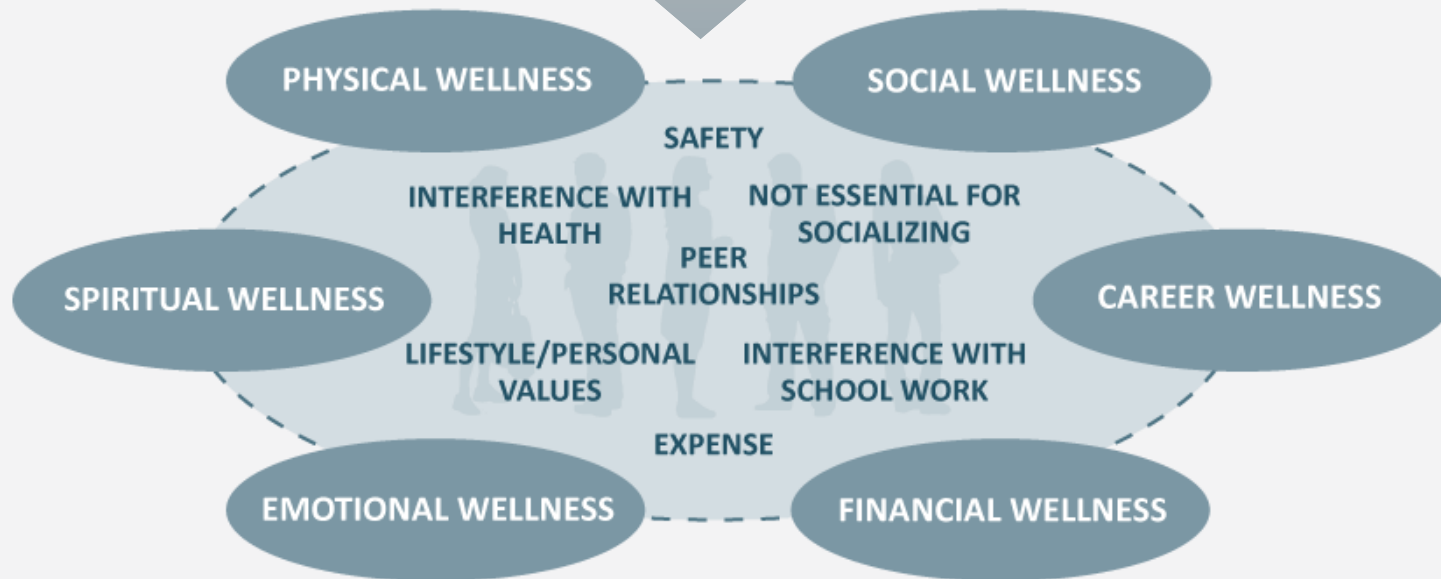 PHYSICAL WELLNESS
SOCIAL WELLNESS
SAFETY
INTERFERENCE WITH
HEALTH
NOT ESSENTIAL FOR
SOCIALIZING
PEER
RELATIONSHIPS
SPIRITUAL WELLNESS
CAREER WELLNESS
LIFESTYLE/PERSONAL
VALUES
INTERFERENCE WITH
SCHOOL WORK
EXPENSE
EMOTIONAL WELLNESS
FINANCIAL WELLNESS